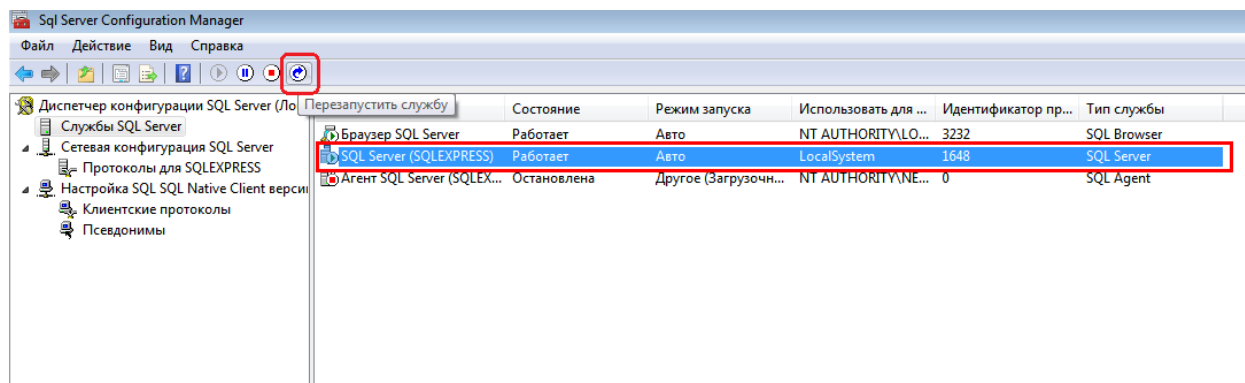 Sql Server Configuration Manager
Файл Действие Вид Справка
Перезапустить службу
Диспетчер конфигурации SQL Server (Ло
Службы SQL Server
Сетевая конфигурация SQL Server
Протоколы для SQLEXPRESS
Настройка SQL SQL Native Client верси
Клиентские протоколы
Псевдонимы
Состояние Режим запуска Использовать для ... Идентификатор пр... Тип службы
Браузер SQL Server Работает Авто NT AUTHORITY\LO... 3232 SQL Browser
SQL Server (SQLEXPRESS) Работает Авто LocalSystem 1648 SQL Server
Агент SQL Server (SQLEX... Остановлена Другое (Загрузочн... NT AUTHORITY\NE... 0 SQL Agent